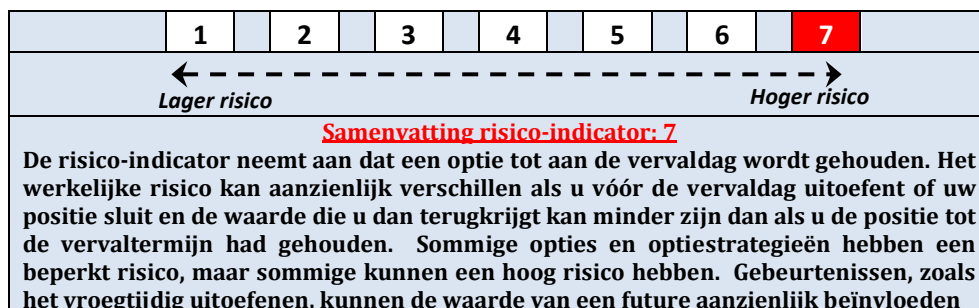 1 2 3 4 5 6 7
Lager risico Hoger risico
Samenvatting risico-indicator: 7
De risico-indicator neemt aan dat een optie tot aan de vervaldag wordt gehouden. Het
werkelijke risico kan aanzienlijk verschillen als u vóór de vervaldag uitoefent of uw
positie sluit en de waarde die u dan terugkrijgt kan minder zijn dan als u de positie tot
de vervaltermijn had gehouden. Sommige opties en optiestrategieën hebben een
beperkt risico, maar sommige kunnen een hoog risico hebben. Gebeurtenissen, zoals
het vroegtijdig uitoefenen, kunnen de waarde van een future aanzienlijk beïnvloeden